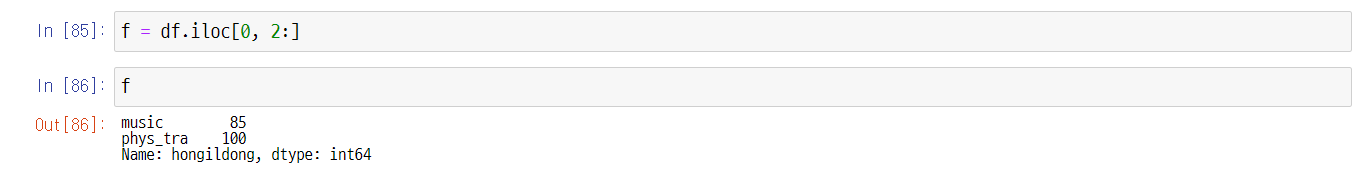 In [85]: f = df.iloc[0, 2:]
In [86]: f
Out[86]: music        85
phys_tra    100
Name: hongildong, dtype: int64